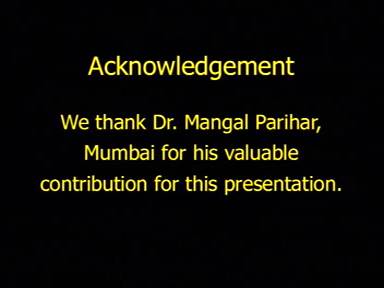 Acknowledgement
We thank Dr. Mangal Parihar,
Mumbai for his valuable
contribution for this presentation.